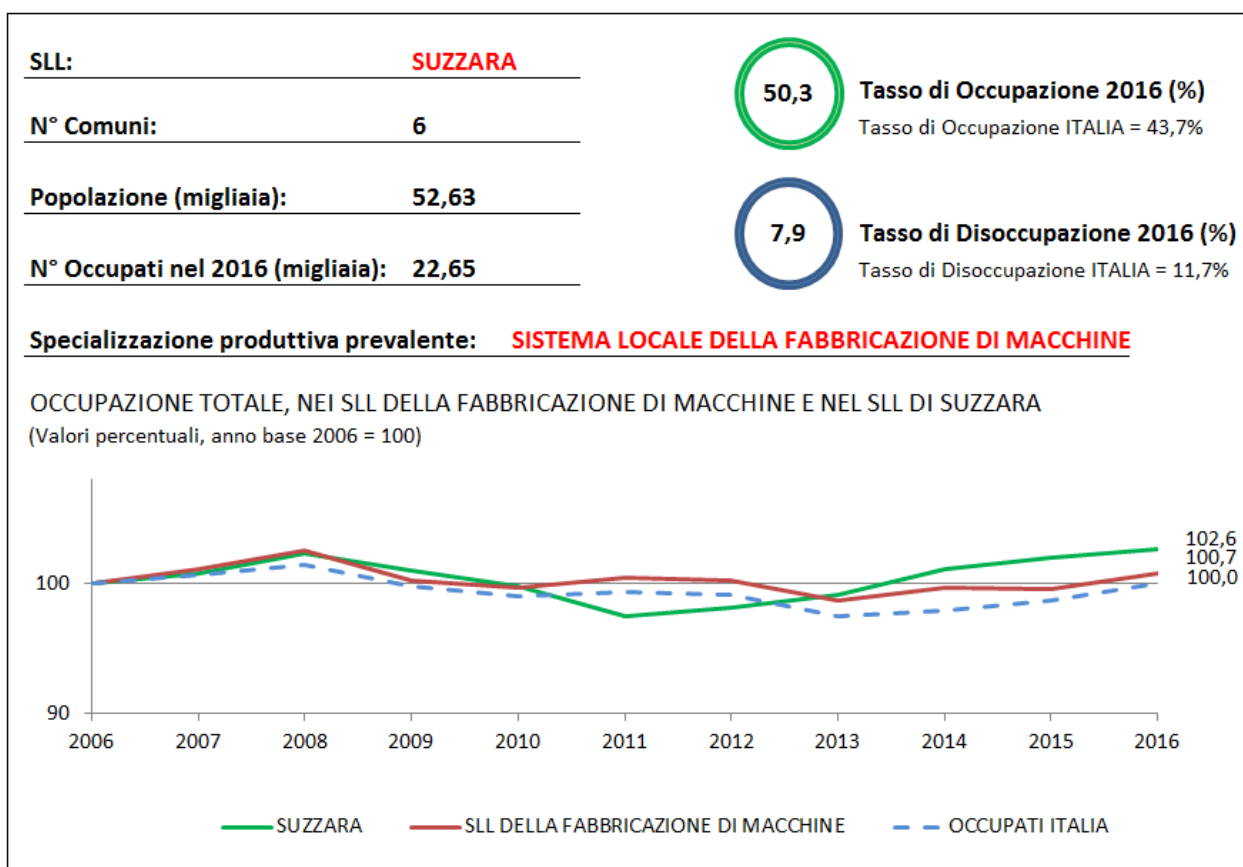 SLL: SUZZARA
N° Comuni: 6
Popolazione (migliaia): 52,63
N° Occupati nel 2016 (migliaia): 22,65
50,3 Tasso di Occupazione 2016 (%)
Tasso di Occupazione ITALIA = 43,7%
7,9 Tasso di Disoccupazione 2016 (%)
Tasso di Disoccupazione ITALIA = 11,7%
Specializzazione produttiva prevalente: SISTEMA LOCALE DELLA FABBRICAZIONE DI MACCHINE
OCCUPAZIONE TOTALE, NEI SLL DELLA FABBRICAZIONE DI MACCHINE E NEL SLL DI SUZZARA
(Valori percentuali, anno base 2006 = 100)
102,6
100,7
100,0
100
90
2006 2007 2008 2009 2010 2011 2012 2013 2014 2015 2016
SUZZARA SLL DELLA FABBRICAZIONE DI MACCHINE OCCUPATI ITALIA